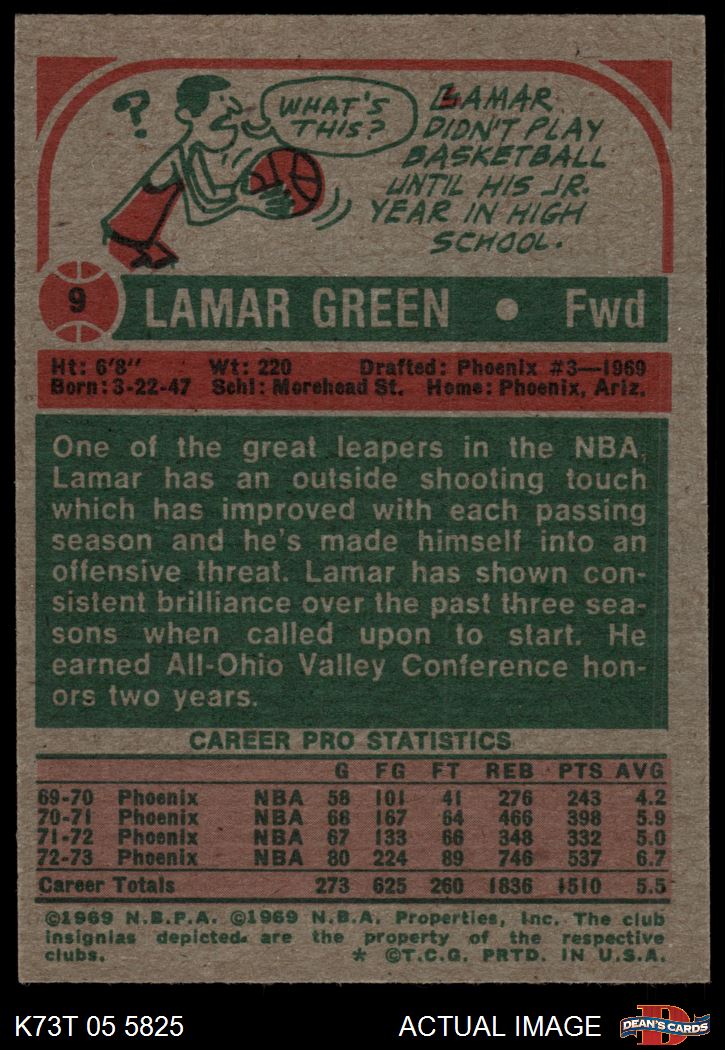 ?
WHAT'S
THIS?
LAMAR
DIDN'T PLAY
BASKETBALL
UNTIL HIS JR.
YEAR IN HIGH
SCHOOL.
9 LAMAR GREEN • Fwd
Ht: 6'8" Wt: 220 Drafted: Phoenix #3—1969
Born: 3-22-47 Schl: Morehead St. Home: Phoenix, Ariz.
One of the great leapers in the NBA,
Lamar has an outside shooting touch
which has improved with each passing
season and he's made himself into an
offensive threat. Lamar has shown con-
sistent brilliance over the past three sea-
sons when called upon to start. He
earned All-Ohio Valley Conference hon-
ors two years.
CAREER PRO STATISTICS
G FG FT REB PTS AVG
69-70 Phoenix NBA 58 101 41 276 243 4.2
70-71 Phoenix NBA 68 167 64 466 398 5.9
71-72 Phoenix NBA 67 133 66 348 332 5.0
72-73 Phoenix NBA 80 224 89 746 537 6.7
Career Totals 273 625 260 1836 1510 5.5
©1969 N.B.P.A. ©1969 N.B.A. Properties, Inc. The club
insignias depicted are the property of the respective
clubs. * ©T.C.G. PRTD. IN U.S.A.
K73T 05 5825 ACTUAL IMAGE D DEAN'S CARDS